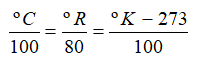 °C/100 = °R/80 = °K − 273/100